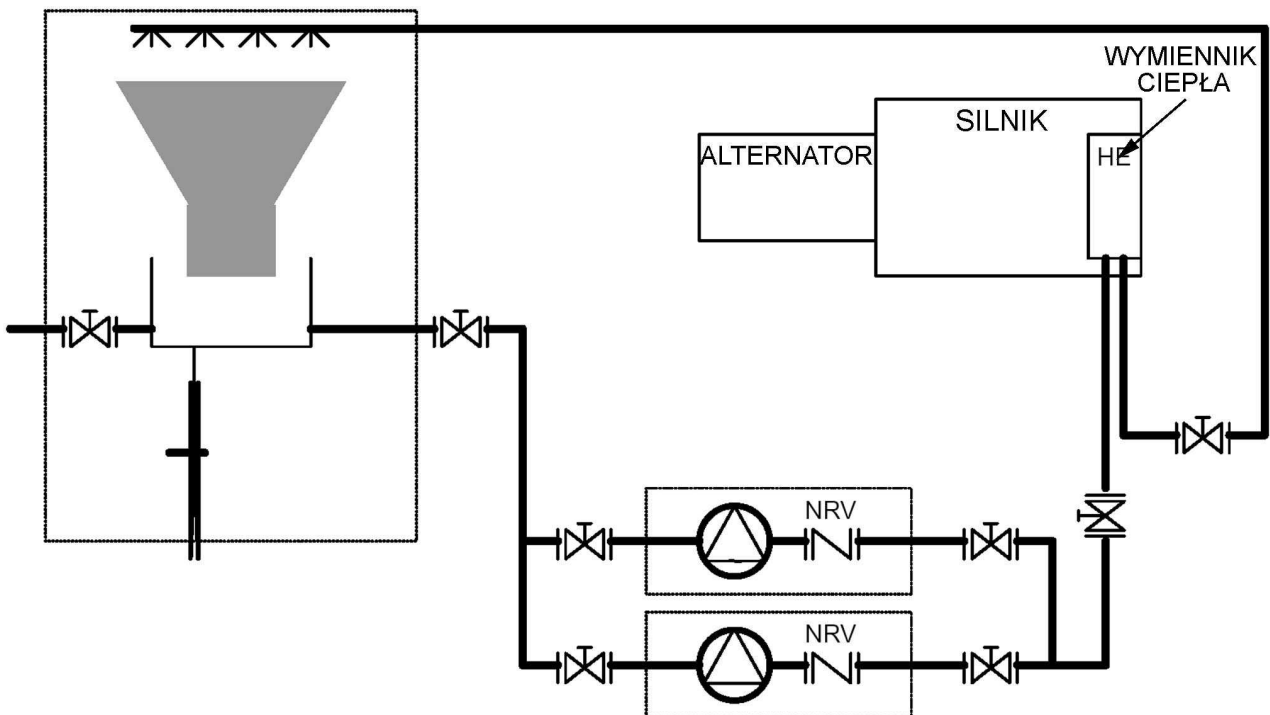 WYMIENNIK
CIEPŁA
SILNIK
ALTERNATOR
HE
NRV
NRV